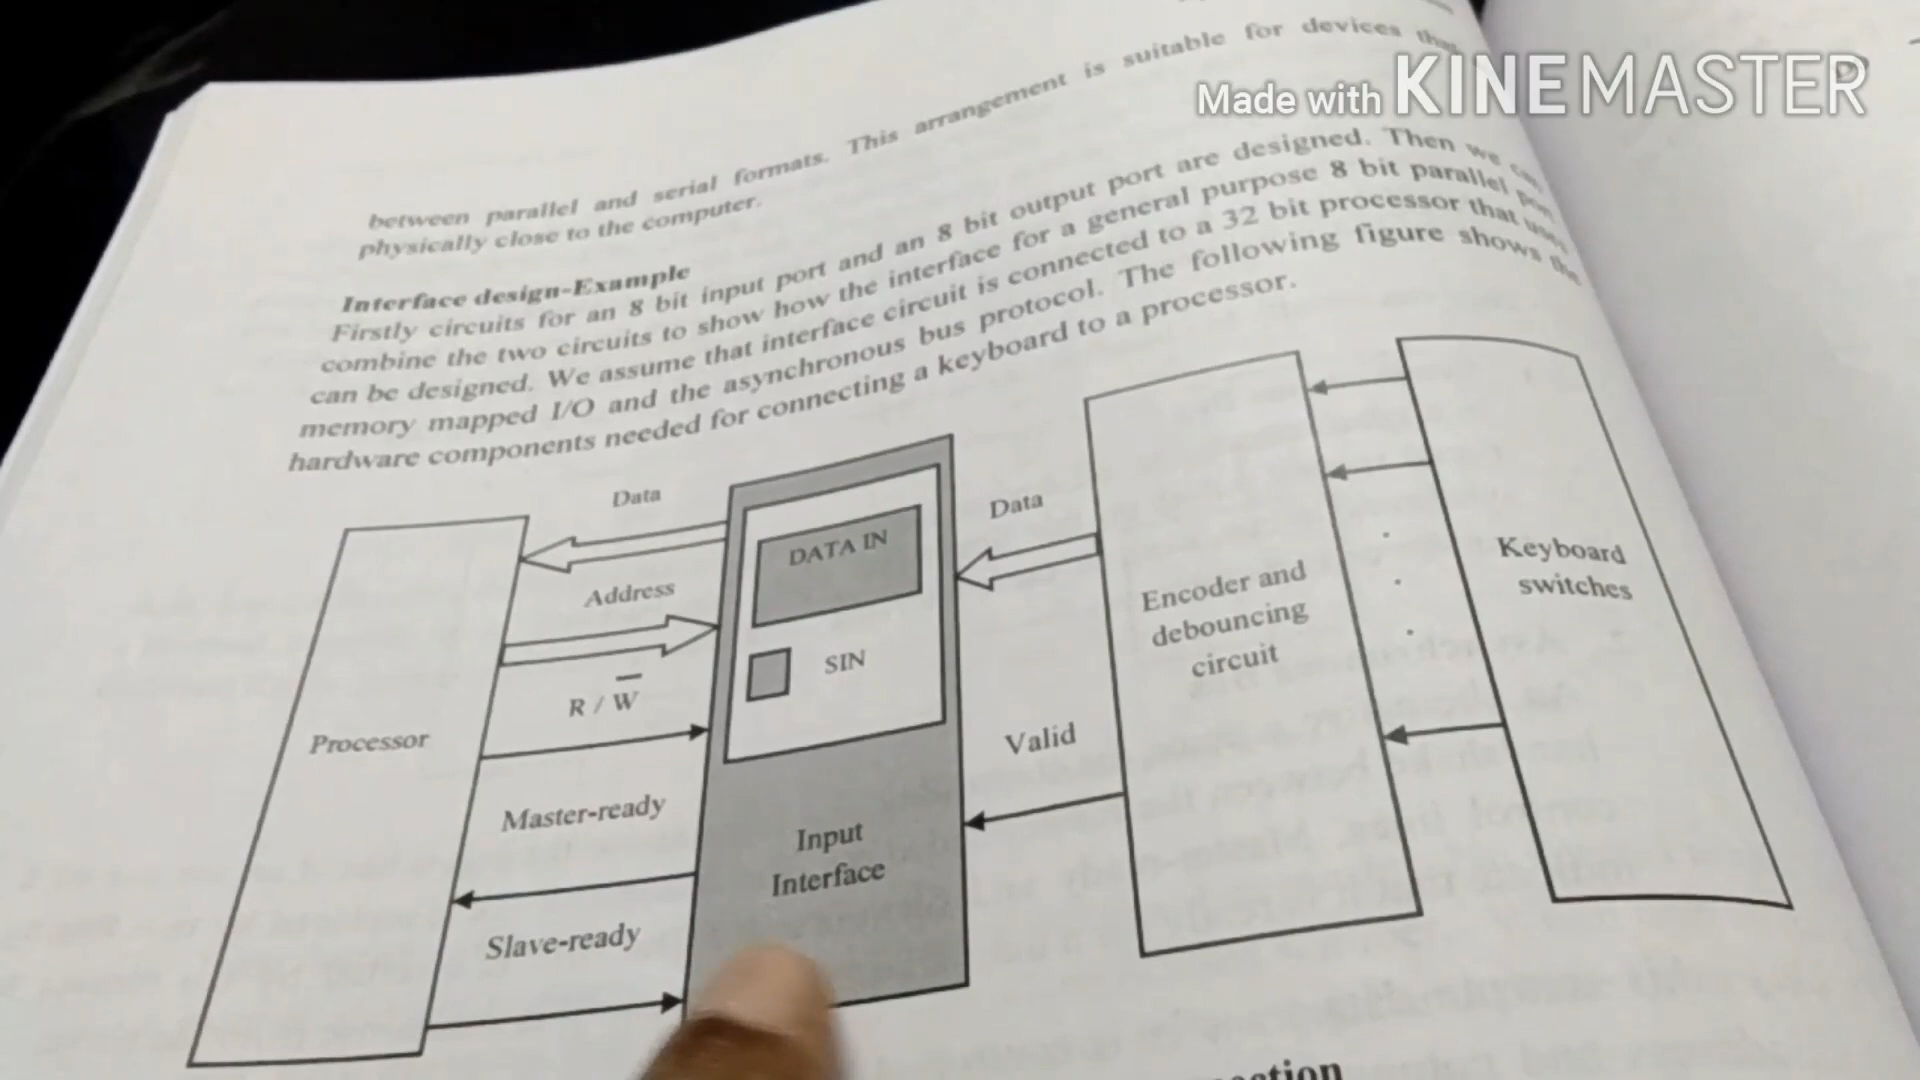 Made with KINEMASTER
between parallel and serial formats. This arrangement is suitable for devices that
physically close to the computer.
Interface design-Example
Firstly circuits for an 8 bit input port and an 8 bit output port are designed. Then we can
combine the two circuits to show how the interface for a general purpose 8 bit parallel port
can be designed. We assume that interface circuit is connected to a 32 bit processor that uses
memory mapped I/O and the asynchronous bus protocol. The following figure shows the
hardware components needed for connecting a keyboard to a processor.
Data
Address
R / W̅
Master-ready
Slave-ready
Processor
DATA IN
SIN
Input
Interface
Data
Valid
Encoder and
debouncing
circuit
Keyboard
switches